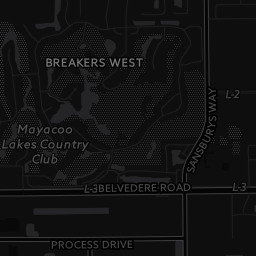 BREAKERS WEST
L-2
SANSBURYS WAY
Mayacoo
Lakes Country
Club
L-3
BELVEDERE ROAD
L-3
PROCESS DRIVE